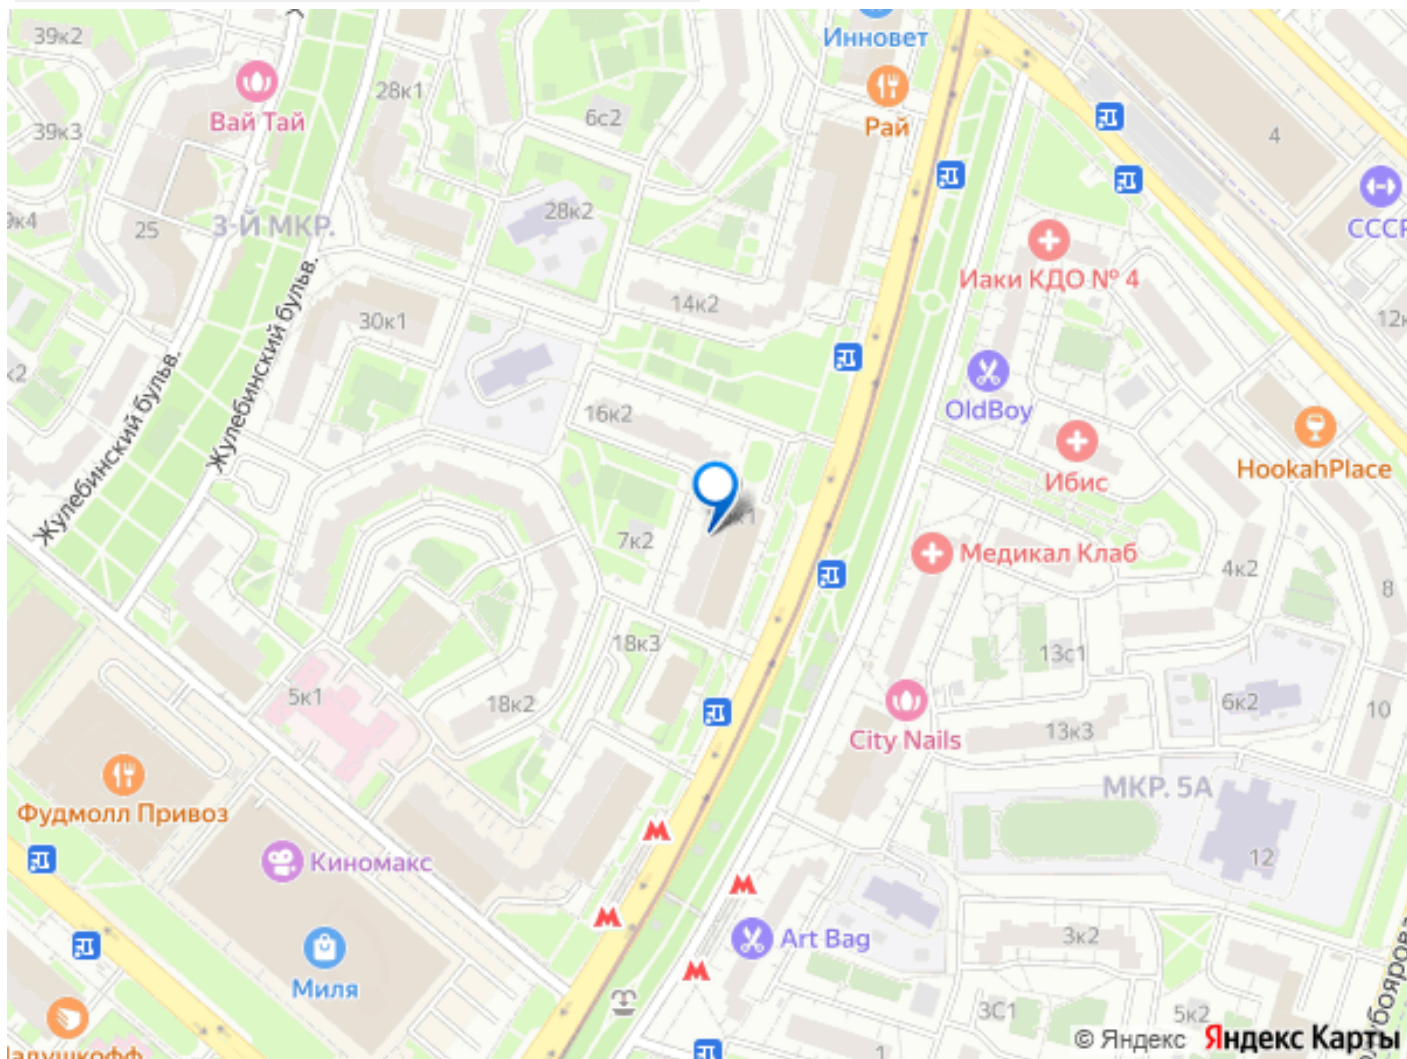 39к2
Инновет
Вай Тай
28к1
6с2
Рай
39к3
4
28к2
СССР
25
3-Й МКР.
Иаки КДО № 4
14к2
30к1
Жулебинский бульв.
Жулебинский бульв.
OldBoy
16к2
Ибис
HookahPlace
7к2
Медикал Клаб
4к2
8
18к3
13с1
5к1
18к2
6к2
10
City Nails
13к3
Фудмолл Привоз
МКР. 5А
Киномакс
12
Art Bag
3к2
Миля
3С1
5к2
1
© Яндекс Яндекс Карты